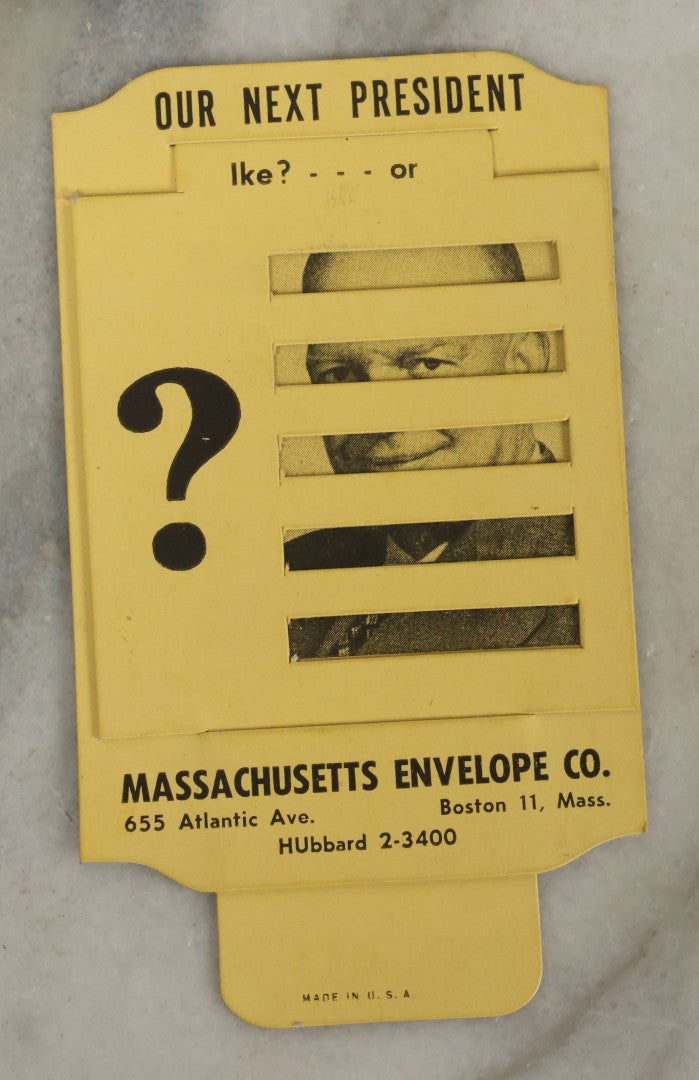 OUR NEXT PRESIDENT
Ike? - - - or
?
MASSACHUSETTS ENVELOPE CO.
655 Atlantic Ave. Boston 11, Mass.
HUbbard 2-3400
MADE IN U. S. A